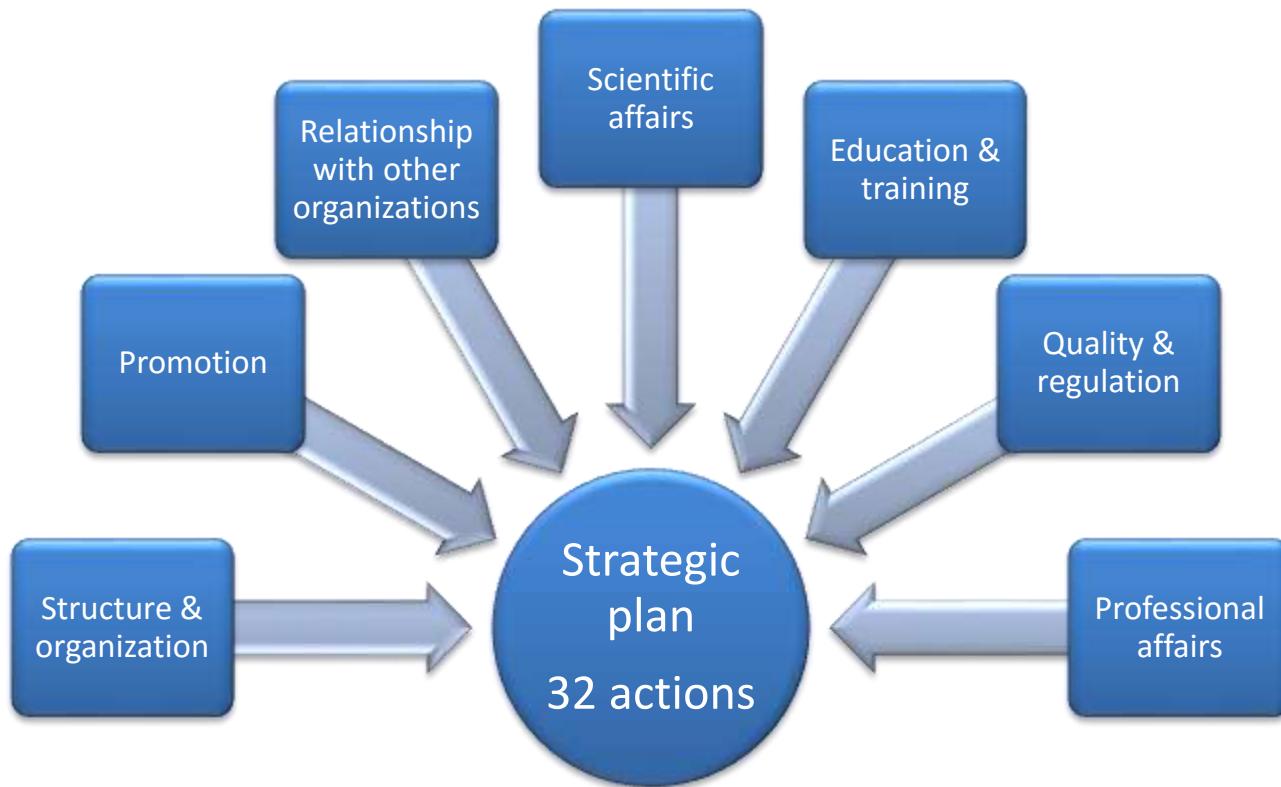 Scientific
affairs
Relationship
with other
organizations
Education &
training
Promotion
Quality &
regulation
Structure &
organization
Strategic
plan
32 actions
Professional
affairs